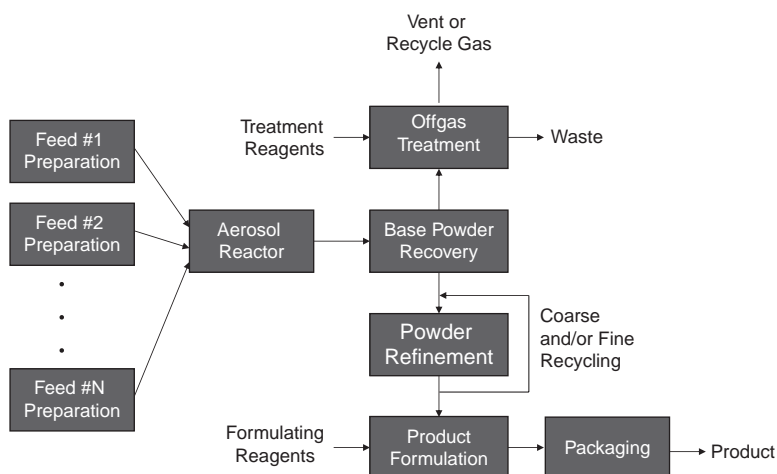 Vent or
Recycle Gas
Treatment
Reagents
Offgas
Treatment
Waste
Feed #1
Preparation
Feed #2
Preparation
Feed #N
Preparation
Aerosol
Reactor
Base Powder
Recovery
Powder
Refinement
Coarse
and/or Fine
Recycling
Formulating
Reagents
Product
Formulation
Packaging
Product